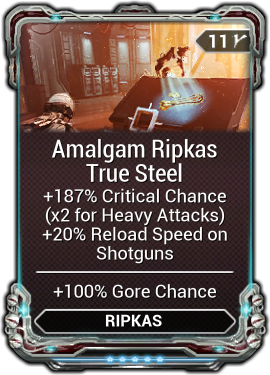 11
Amalgam Ripkas
True Steel
+187% Critical Chance
(x2 for Heavy Attacks)
+20% Reload Speed on
Shotguns
+100% Gore Chance
RIPKAS